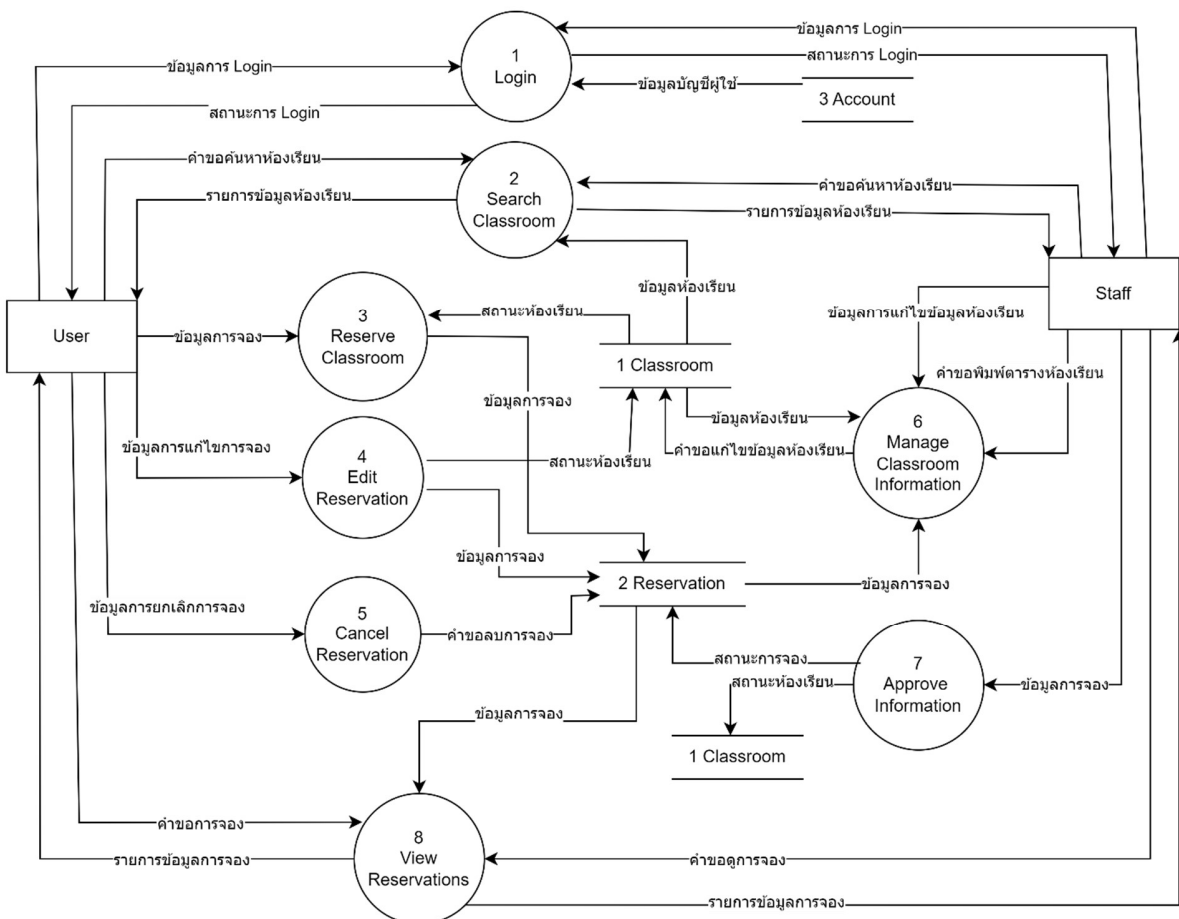 ข้อมูลการ Login
1
Login
ข้อมูลการ Login
สถานะการ Login
ข้อมูลบัญชีผู้ใช้
3 Account
สถานะการ Login
คำขอค้นหาห้องเรียน
2
Search
Classroom
คำขอค้นหาห้องเรียน
รายการข้อมูลห้องเรียน
รายการข้อมูลห้องเรียน
ข้อมูลห้องเรียน
Staff
สถานะห้องเรียน
ข้อมูลการแก้ไขข้อมูลห้องเรียน
User
ข้อมูลการจอง
3
Reserve
Classroom
1 Classroom
คำขอพิมพ์ตารางห้องเรียน
ข้อมูลการจอง
ข้อมูลห้องเรียน
6
Manage
Classroom
Information
ข้อมูลการแก้ไขการจอง
4
Edit
Reservation
สถานะห้องเรียน
คำขอแก้ไขข้อมูลห้องเรียน
ข้อมูลการจอง
2 Reservation
ข้อมูลการจอง
ข้อมูลการยกเลิกการจอง
5
Cancel
Reservation
คำขอลบการจอง
สถานะการจอง
7
Approve
Information
ข้อมูลการจอง
สถานะห้องเรียน
ข้อมูลการจอง
1 Classroom
คำขอการจอง
8
View
Reservations
รายการข้อมูลการจอง
คำขอดูการจอง
รายการข้อมูลการจอง